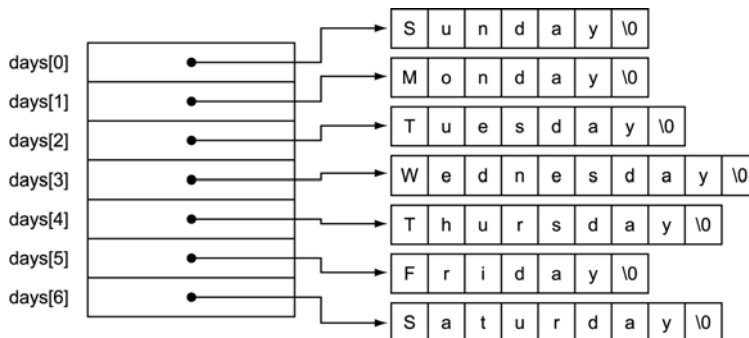 days[0] S u n d a y \0
days[1] M o n d a y \0
days[2] T u e s d a y \0
days[3] W e d n e s d a y \0
days[4] T h u r s d a y \0
days[5] F r i d a y \0
days[6] S a t u r d a y \0